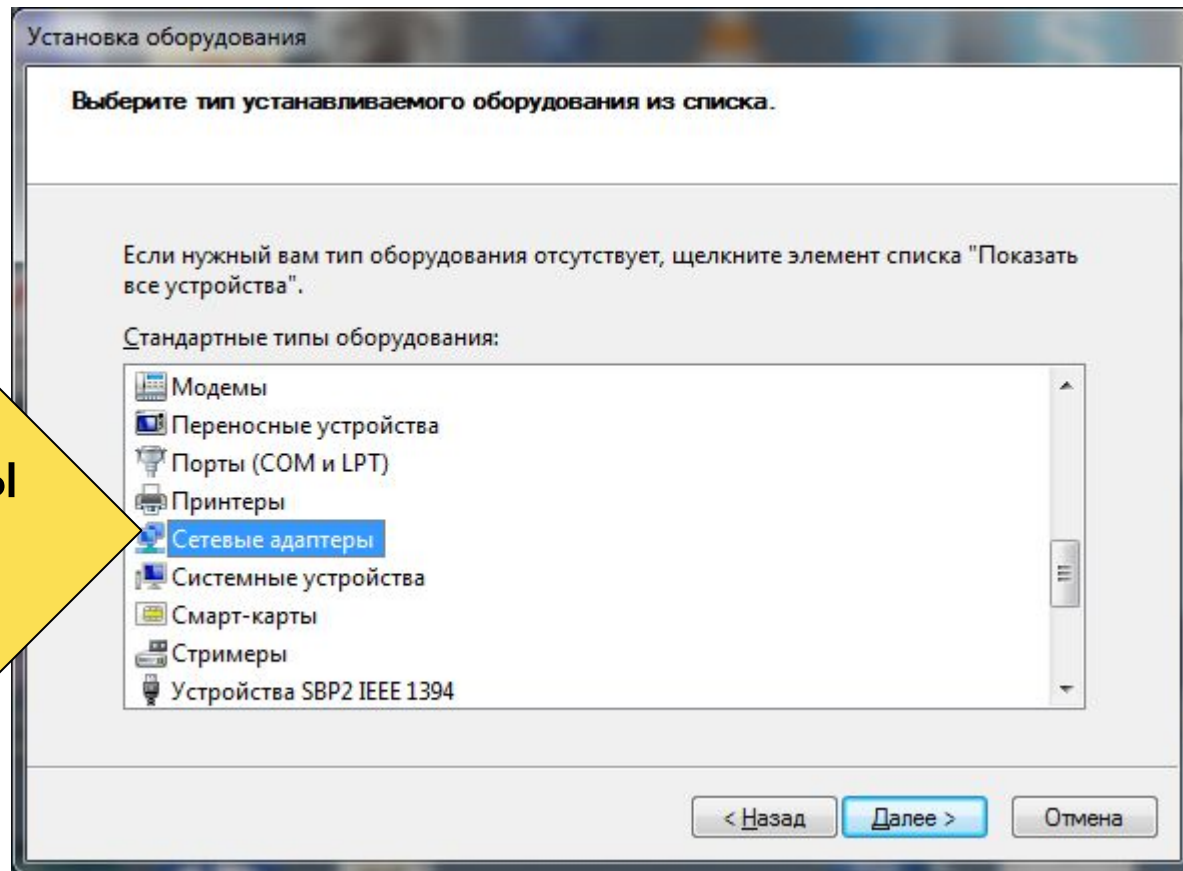 Установка оборудования
Выберите тип устанавливаемого оборудования из списка.
Если нужный вам тип оборудования отсутствует, щелкните элемент списка "Показать
все устройства".
Стандартные типы оборудования:
Модемы
Переносные устройства
Порты (COM и LPT)
Принтеры
Сетевые адаптеры
Системные устройства
Смарт-карты
Стримеры
Устройства SBP2 IEEE 1394
< Назад
Далее >
Отмена